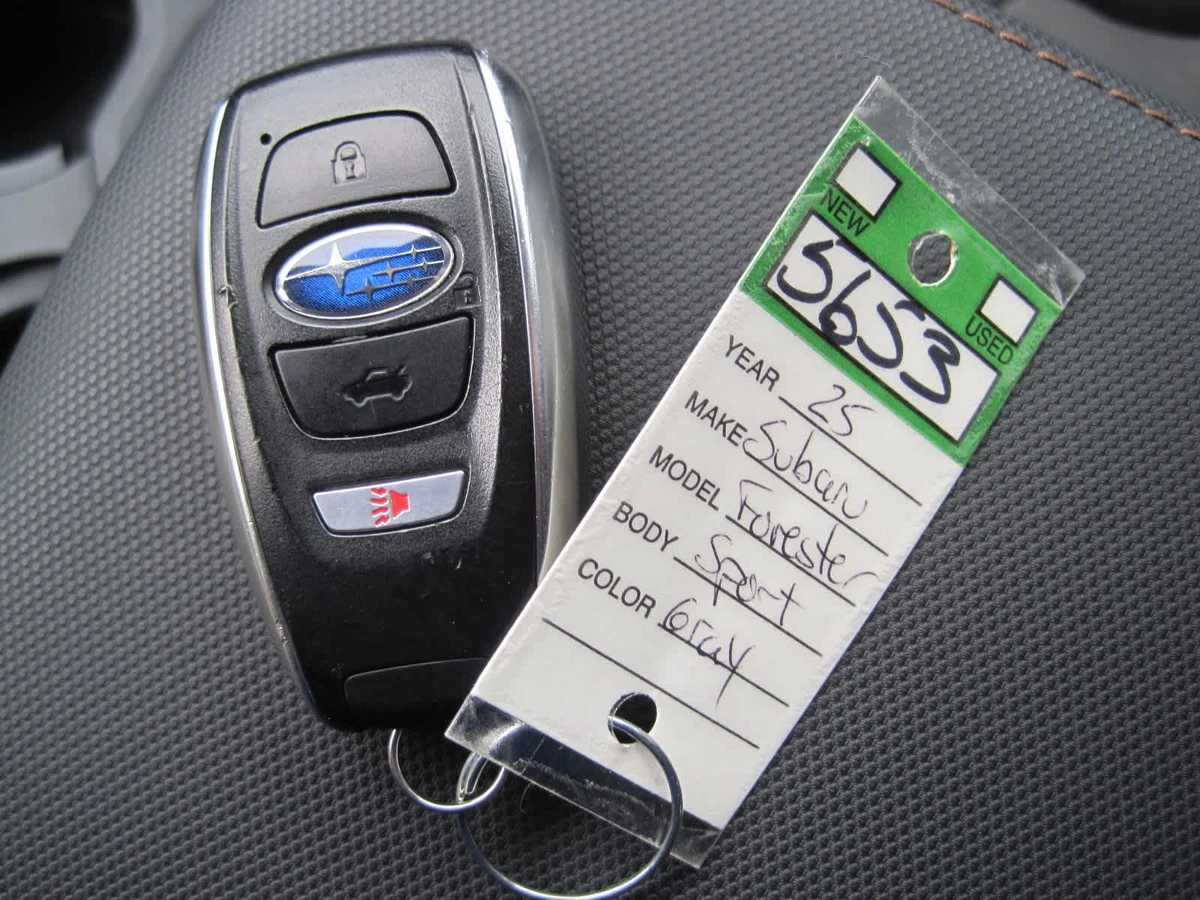 NEW
USED
5653
YEAR 25
MAKE Subaru
MODEL Forester
BODY Sport
COLOR Gray